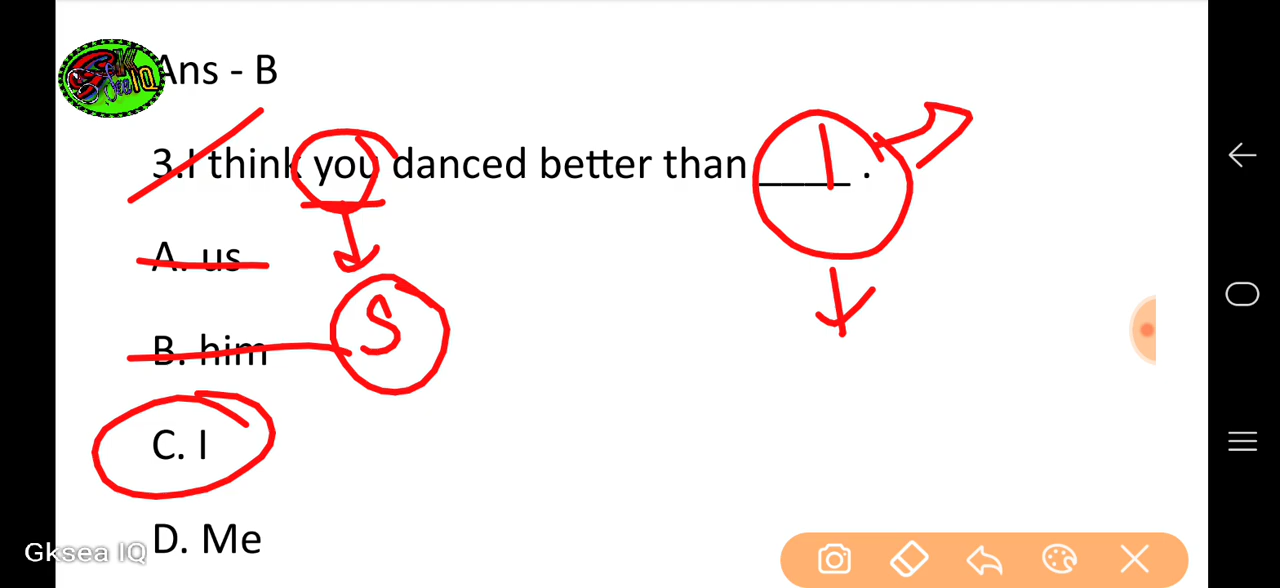 Ans - B
3.I think you danced better than ____ .
I
A. us
B. him
S
C. I
D. Me
Gksea IQ